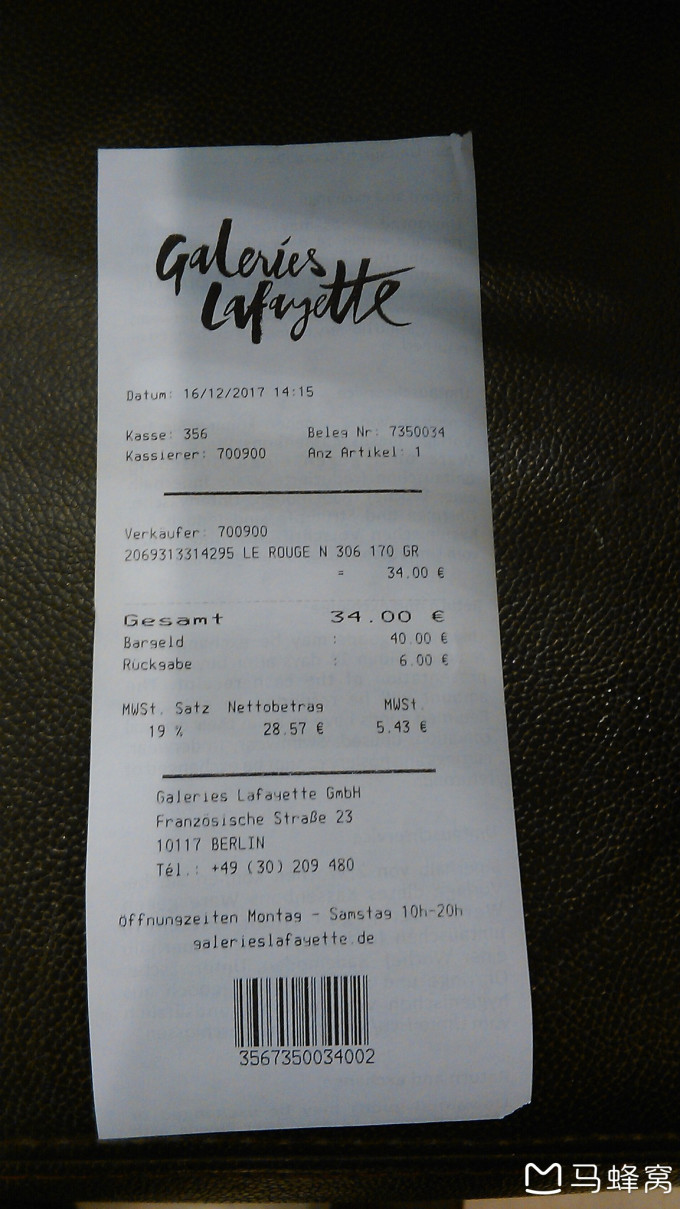 Galeries
Lafayette
Datum: 16/12/2017 14:15
Kasse: 356 Beleg Nr: 7350034
Kassierer: 700900 Anz Artikel: 1
Verkäufer: 700900
2069313314295 LE ROUGE N 306 170 GR
= 34.00 €
Gesamt 34.00 €
Bargeld : 40.00 €
Rückgabe : 6.00 €
MWSt. Satz Nettobetrag MWSt.
19 % 28.57 € 5.43 €
Galeries Lafayette GmbH
Französische Straße 23
10117 BERLIN
Tél.: +49 (30) 209 480
Öffnungzeiten Montag - Samstag 10h-20h
galerieslafayette.de
3567350034002
马蜂窝